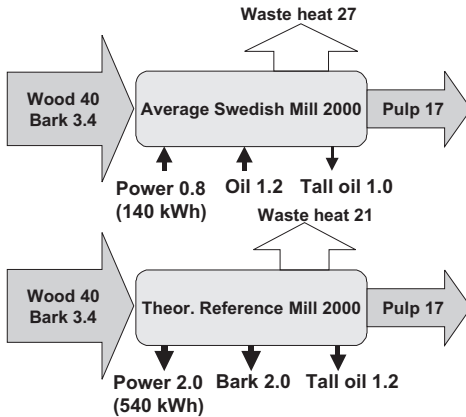 Waste heat 27
Wood 40
Bark 3.4
Average Swedish Mill 2000
Pulp 17
Power 0.8
(140 kWh)
Oil 1.2
Tall oil 1.0
Waste heat 21
Wood 40
Bark 3.4
Theor. Reference Mill 2000
Pulp 17
Power 2.0
(540 kWh)
Bark 2.0
Tall oil 1.2